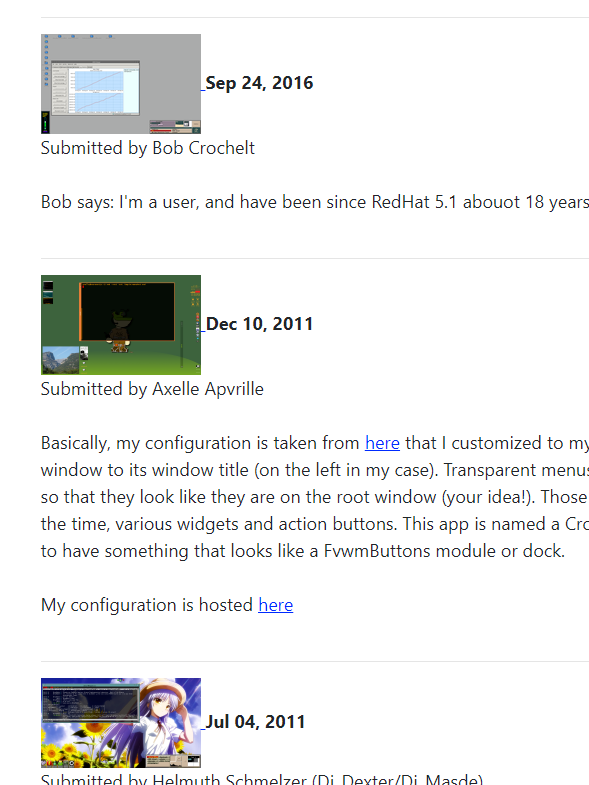 Sep 24, 2016
Submitted by Bob Crochelt
Bob says: I'm a user, and have been since RedHat 5.1 abouot 18 years
Dec 10, 2011
Submitted by Axelle Apvrille
Basically, my configuration is taken from here that I customized to my
window to its window title (on the left in my case). Transparent menus
so that they look like they are on the root window (your idea!). Those
the time, various widgets and action buttons. This app is named a Cro
to have something that looks like a FvwmButtons module or dock.
My configuration is hosted here
Jul 04, 2011
Submitted by Helmuth Schmelzer (Dj_Dexter/Dj_Masde)